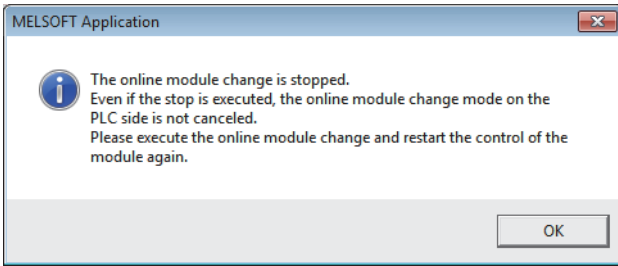 MELSOFT Application
The online module change is stopped.
Even if the stop is executed, the online module change mode on the
PLC side is not canceled.
Please execute the online module change and restart the control of the
module again.
OK